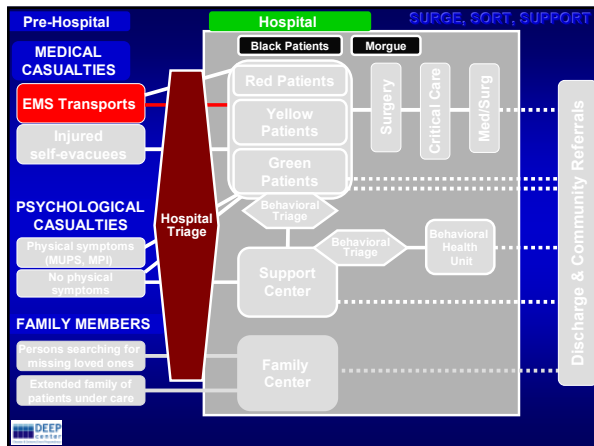 Pre-Hospital
Hospital
SURGE, SORT, SUPPORT
Black Patients
Morgue
MEDICAL
CASUALTIES
EMS Transports
Injured
self-evacuees
Hospital
Triage
Red Patients
Yellow
Patients
Green
Patients
Surgery
Critical Care
Med/Surg
Discharge & Community Referrals
PSYCHOLOGICAL
CASUALTIES
Physical symptoms
(MUPS, MPI)
No physical
symptoms
Behavioral
Triage
Behavioral
Triage
Behavioral
Health
Unit
Support
Center
FAMILY MEMBERS
Persons searching for
missing loved ones
Extended family of
patients under care
Family
Center
DEEP
center